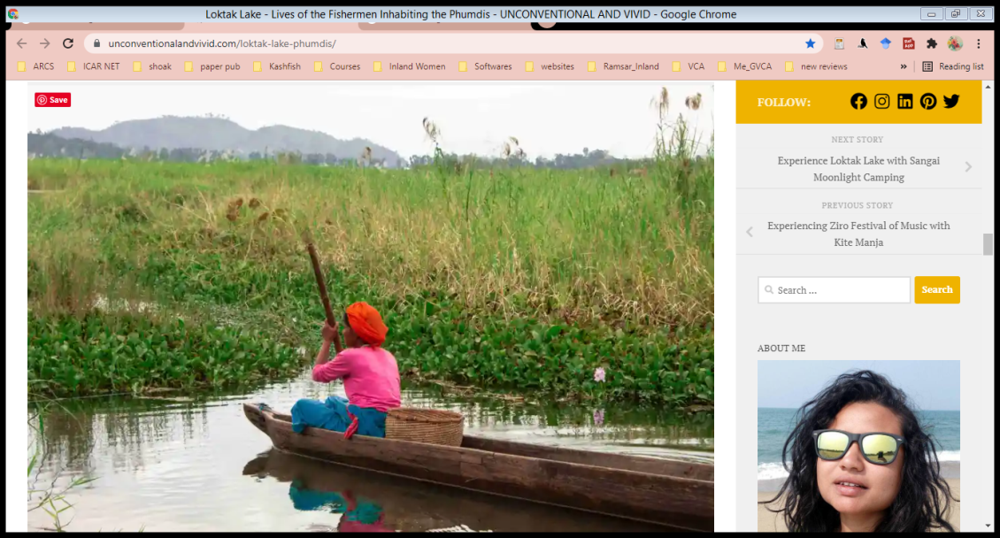 Loktak Lake - Lives of the Fishermen Inhabiting the Phumdis - UNCONVENTIONAL AND VIVID - Google Chrome
unconventionalandvivid.com/loktak-lake-phumdis/
ARCS ICAR NET shoak paper pub Kashfish Courses Inland Women Softwares websites Ramsar_Inland VCA Me_GVCA new reviews » Reading list
Save
FOLLOW:
NEXT STORY
Experience Loktak Lake with Sangai
Moonlight Camping
PREVIOUS STORY
Experiencing Ziro Festival of Music with
Kite Manja
Search ... Search
ABOUT ME